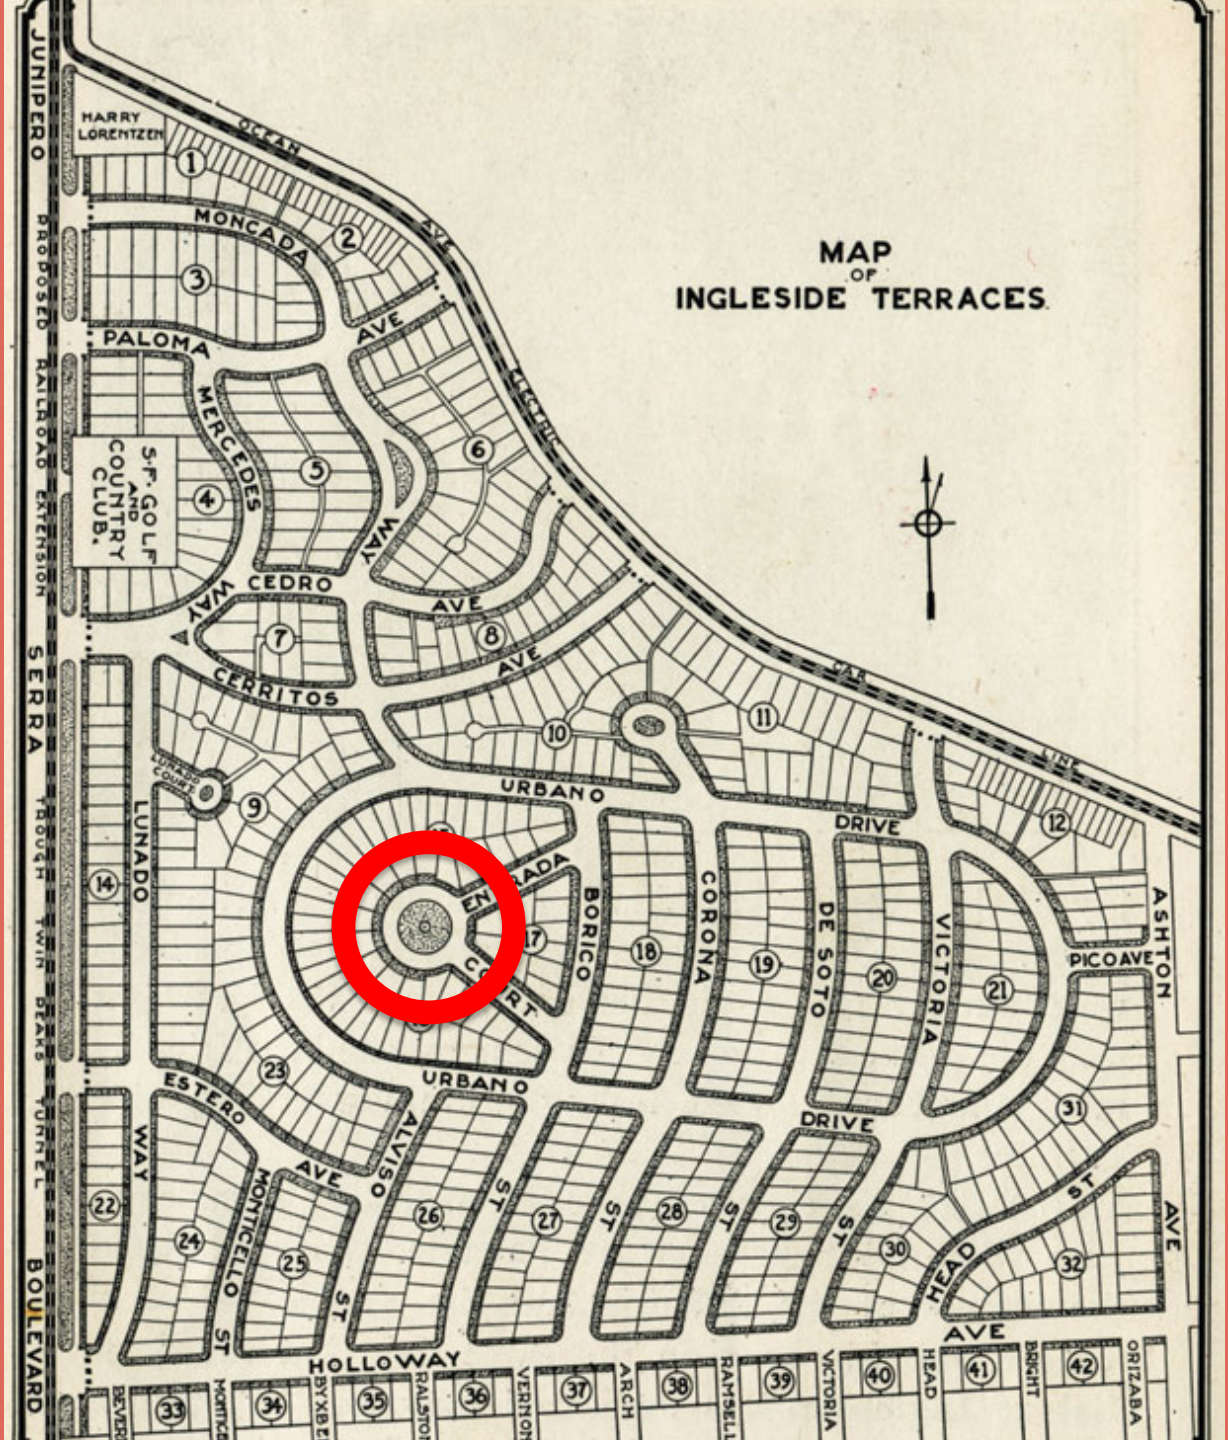 MAP
OF
INGLESIDE TERRACES
JUNIPERO
SERRA
BOULEVARD
PROPOSED RAILROAD EXTENSION
TROUGH TWIN PEAKS TUNNEL
HARRY
LORENTZEN
OCEAN
AVE
ELECTRIC
CAR
LINE
1
2
3
MONCADA
WAY
PALOMA
AVE
MERCEDES
WAY
S.F. GOLF
AND
COUNTRY
CLUB.
4
5
6
CEDRO
AVE
7
8
CERRITOS
AVE
9
10
11
12
LUNADO
COURT
LUNADO
WAY
14
URBANO
DRIVE
ENTRADA
COURT
17
BORICO
ST
18
CORONA
ST
19
DE SOTO
ST
20
VICTORIA
ST
21
PICO AVE
ASHTON
AVE
URBANO
DRIVE
22
23
ESTERO
AVE
24
MONTICELLO
ST
25
ALVISO
ST
26
27
28
29
30
31
32
HEAD
ST
HOLLOWAY
AVE
33
34
35
36
37
38
39
40
41
42
RALSTON
VERNON
ARCH
RAMSELL
VICTORIA
HEAD
BRIGHT
ORIZABA